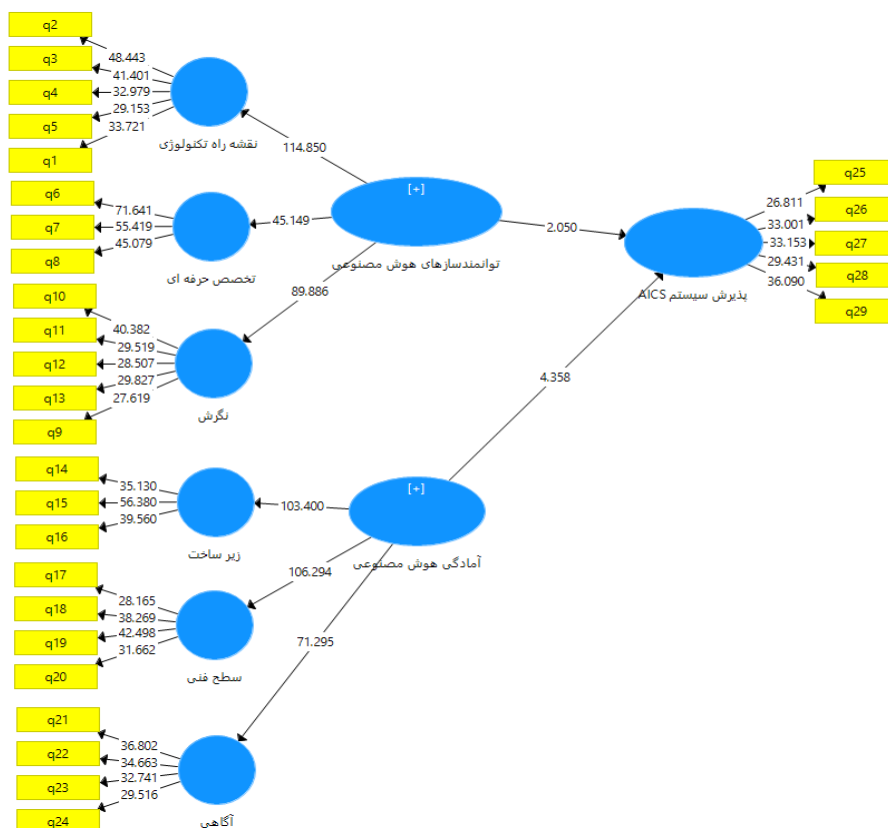 q2
q3
q4
q5
q1
48.443
41.401
32.979
29.153
33.721
نقشه راه تکنولوژی
114.850
q6
q7
q8
71.641
55.419
45.079
تخصص حرفه ای
45.149
q10
q11
q12
q13
q9
40.382
29.519
28.507
29.827
27.619
نگرش
89.886
[+]
توانمندسازهای هوش مصنوعی
2.050
پذیرش سیستم AICS
26.811
33.001
33.153
29.431
36.090
q25
q26
q27
q28
q29
4.358
q14
q15
q16
35.130
56.380
39.560
زیر ساخت
103.400
[+]
آمادگی هوش مصنوعی
q17
q18
q19
q20
28.165
38.269
42.498
31.662
سطح فنی
106.294
71.295
q21
q22
q23
q24
36.802
34.663
32.741
29.516
آگاهی